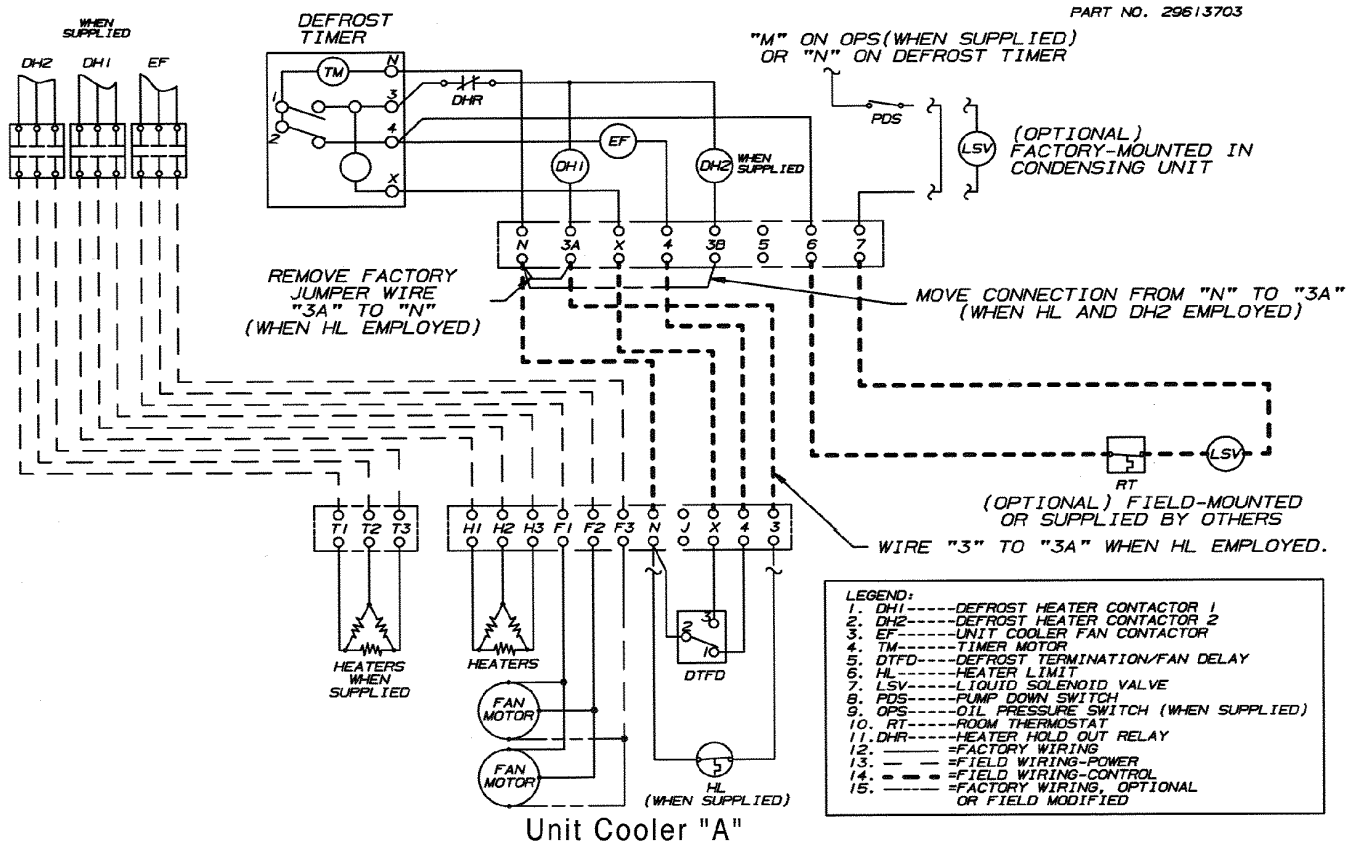 PART NO. 29613703
WHEN
SUPPLIED
DEFROST
TIMER
"M" ON OPS(WHEN SUPPLIED)
OR "N" ON DEFROST TIMER
DH2
DH1
EF
TM
N
1
3
2
4
X
DHR
EF
DH1
DH2
WHEN
SUPPLIED
PDS
LSV
(OPTIONAL)
FACTORY-MOUNTED IN
CONDENSING UNIT
N
3A
X
4
3B
5
6
7
REMOVE FACTORY
JUMPER WIRE
"3A" TO "N"
(WHEN HL EMPLOYED)
MOVE CONNECTION FROM "N" TO "3A"
(WHEN HL AND DH2 EMPLOYED)
RT
LSV
(OPTIONAL) FIELD-MOUNTED
OR SUPPLIED BY OTHERS
WIRE "3" TO "3A" WHEN HL EMPLOYED.
T1
T2
T3
H1
H2
H3
F1
F2
F3
N
J
X
4
3
HEATERS
WHEN
SUPPLIED
HEATERS
3
2
1
DTFD
FAN
MOTOR
FAN
MOTOR
HL
(WHEN SUPPLIED)
LEGEND:
1. DH1-----DEFROST HEATER CONTACTOR 1
2. DH2-----DEFROST HEATER CONTACTOR 2
3. EF------UNIT COOLER FAN CONTACTOR
4. TM------TIMER MOTOR
5. DTFD----DEFROST TERMINATION/FAN DELAY
6. HL------HEATER LIMIT
7. LSV-----LIQUID SOLENOID VALVE
8. PDS-----PUMP DOWN SWITCH
9. OPS-----OIL PRESSURE SWITCH (WHEN SUPPLIED)
10. RT-----ROOM THERMOSTAT
11.DHR-----HEATER HOLD OUT RELAY
12. =FACTORY WIRING
13. =FIELD WIRING-POWER
14. =FIELD WIRING-CONTROL
15. =FACTORY WIRING, OPTIONAL
OR FIELD MODIFIED
Unit Cooler "A"